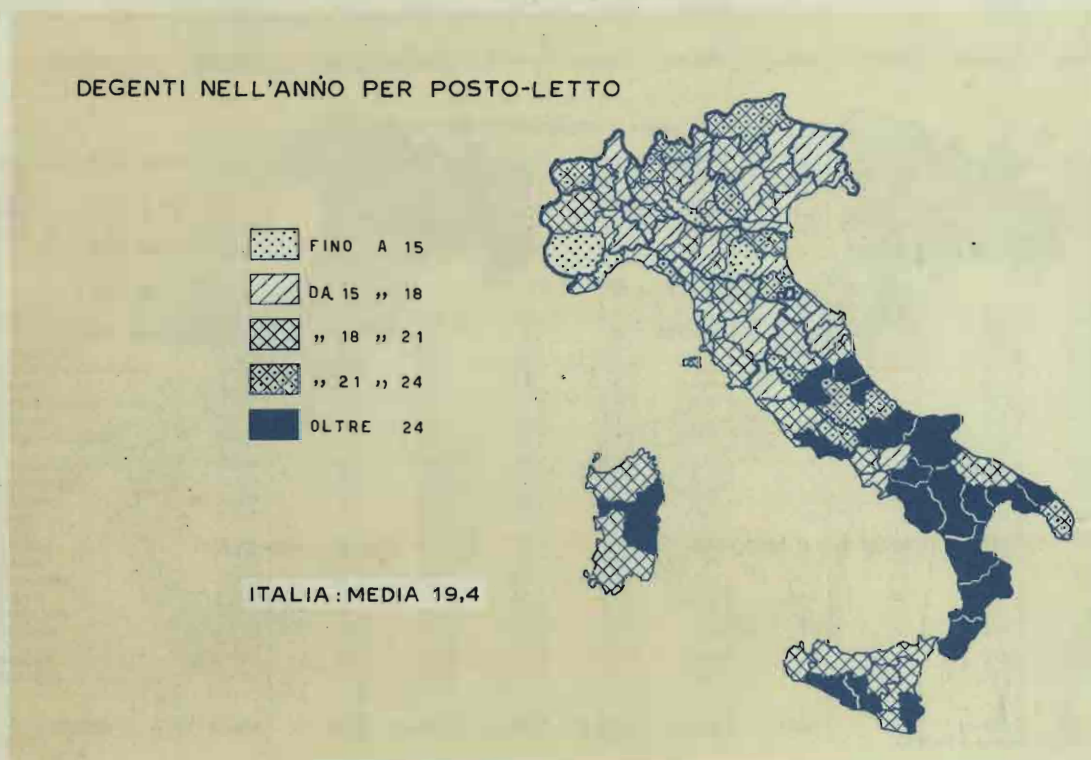 DEGENTI NELL'ANNO PER POSTO-LETTO
FINO A 15
DA 15 „ 18
„ 18 „ 21
„ 21 „ 24
OLTRE 24
ITALIA: MEDIA 19,4